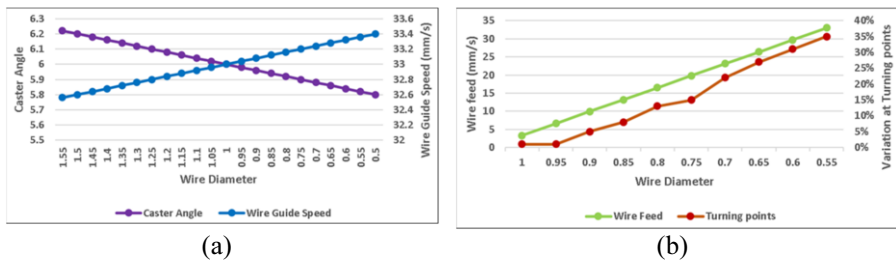 (a)
6.3
6.2
6.1
6
5.9
5.8
5.7
5.6
5.5
Caster Angle
33.6
33.4
33.2
33
32.8
32.6
32.4
32.2
32
Wire Guide Speed (mm/s)
1.55 1.5 1.45 1.4 1.35 1.3 1.25 1.2 1.15 1.1 1.05 1 0.95 0.9 0.85 0.8 0.75 0.7 0.65 0.6 0.55 0.5
Wire Diameter
Caster Angle Wire Guide Speed
(b)
35
30
25
20
15
10
5
0
Wire feed (mm/s)
40%
35%
30%
25%
20%
15%
10%
5%
0%
Variation at Turning points
1 0.95 0.9 0.85 0.8 0.75 0.7 0.65 0.6 0.55
Wire Diameter
Wire Feed Turning points
(a) (b)